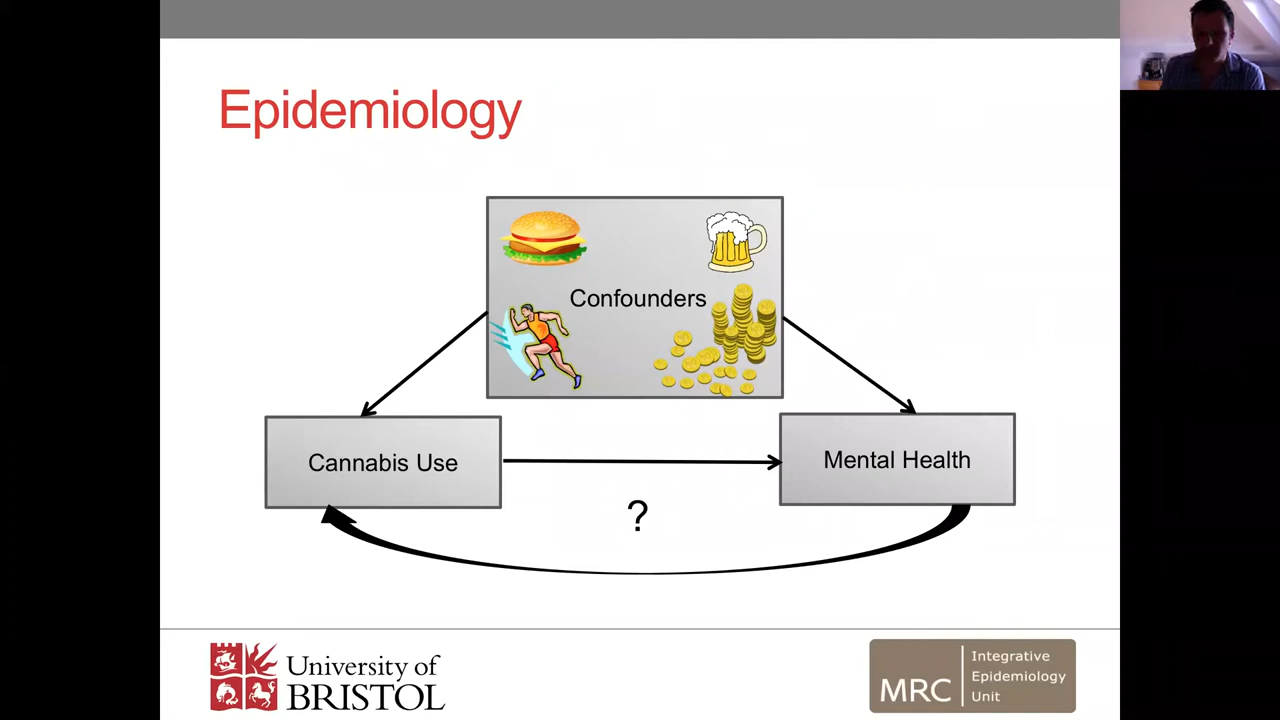 Epidemiology
Confounders
Cannabis Use
Mental Health
?
University of
BRISTOL
MRC
Integrative
Epidemiology
Unit